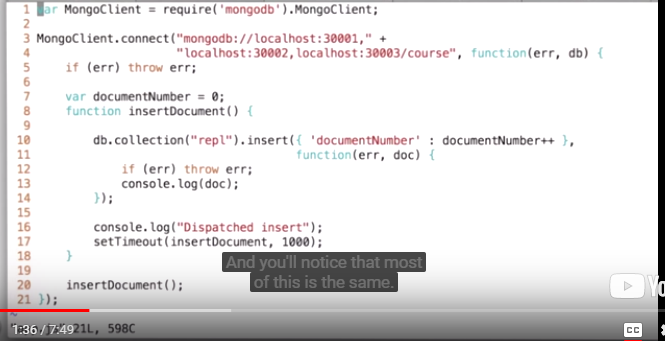 1 var MongoClient = require('mongodb').MongoClient;
2
3 MongoClient.connect("mongodb://localhost:30001," +
4 "localhost:30002,localhost:30003/course", function(err, db) {
5 if (err) throw err;
6
7 var documentNumber = 0;
8 function insertDocument() {
9
10 db.collection("repl").insert({ 'documentNumber' : documentNumber++ },
11 function(err, doc) {
12 if (err) throw err;
13 console.log(doc);
14 });
15
16 console.log("Dispatched insert");
17 setTimeout(insertDocument, 1000);
18 }
19
20 insertDocument();
21 });
And you'll notice that most
of this is the same.
~
1:36 / 7:49
21L, 598C
CC